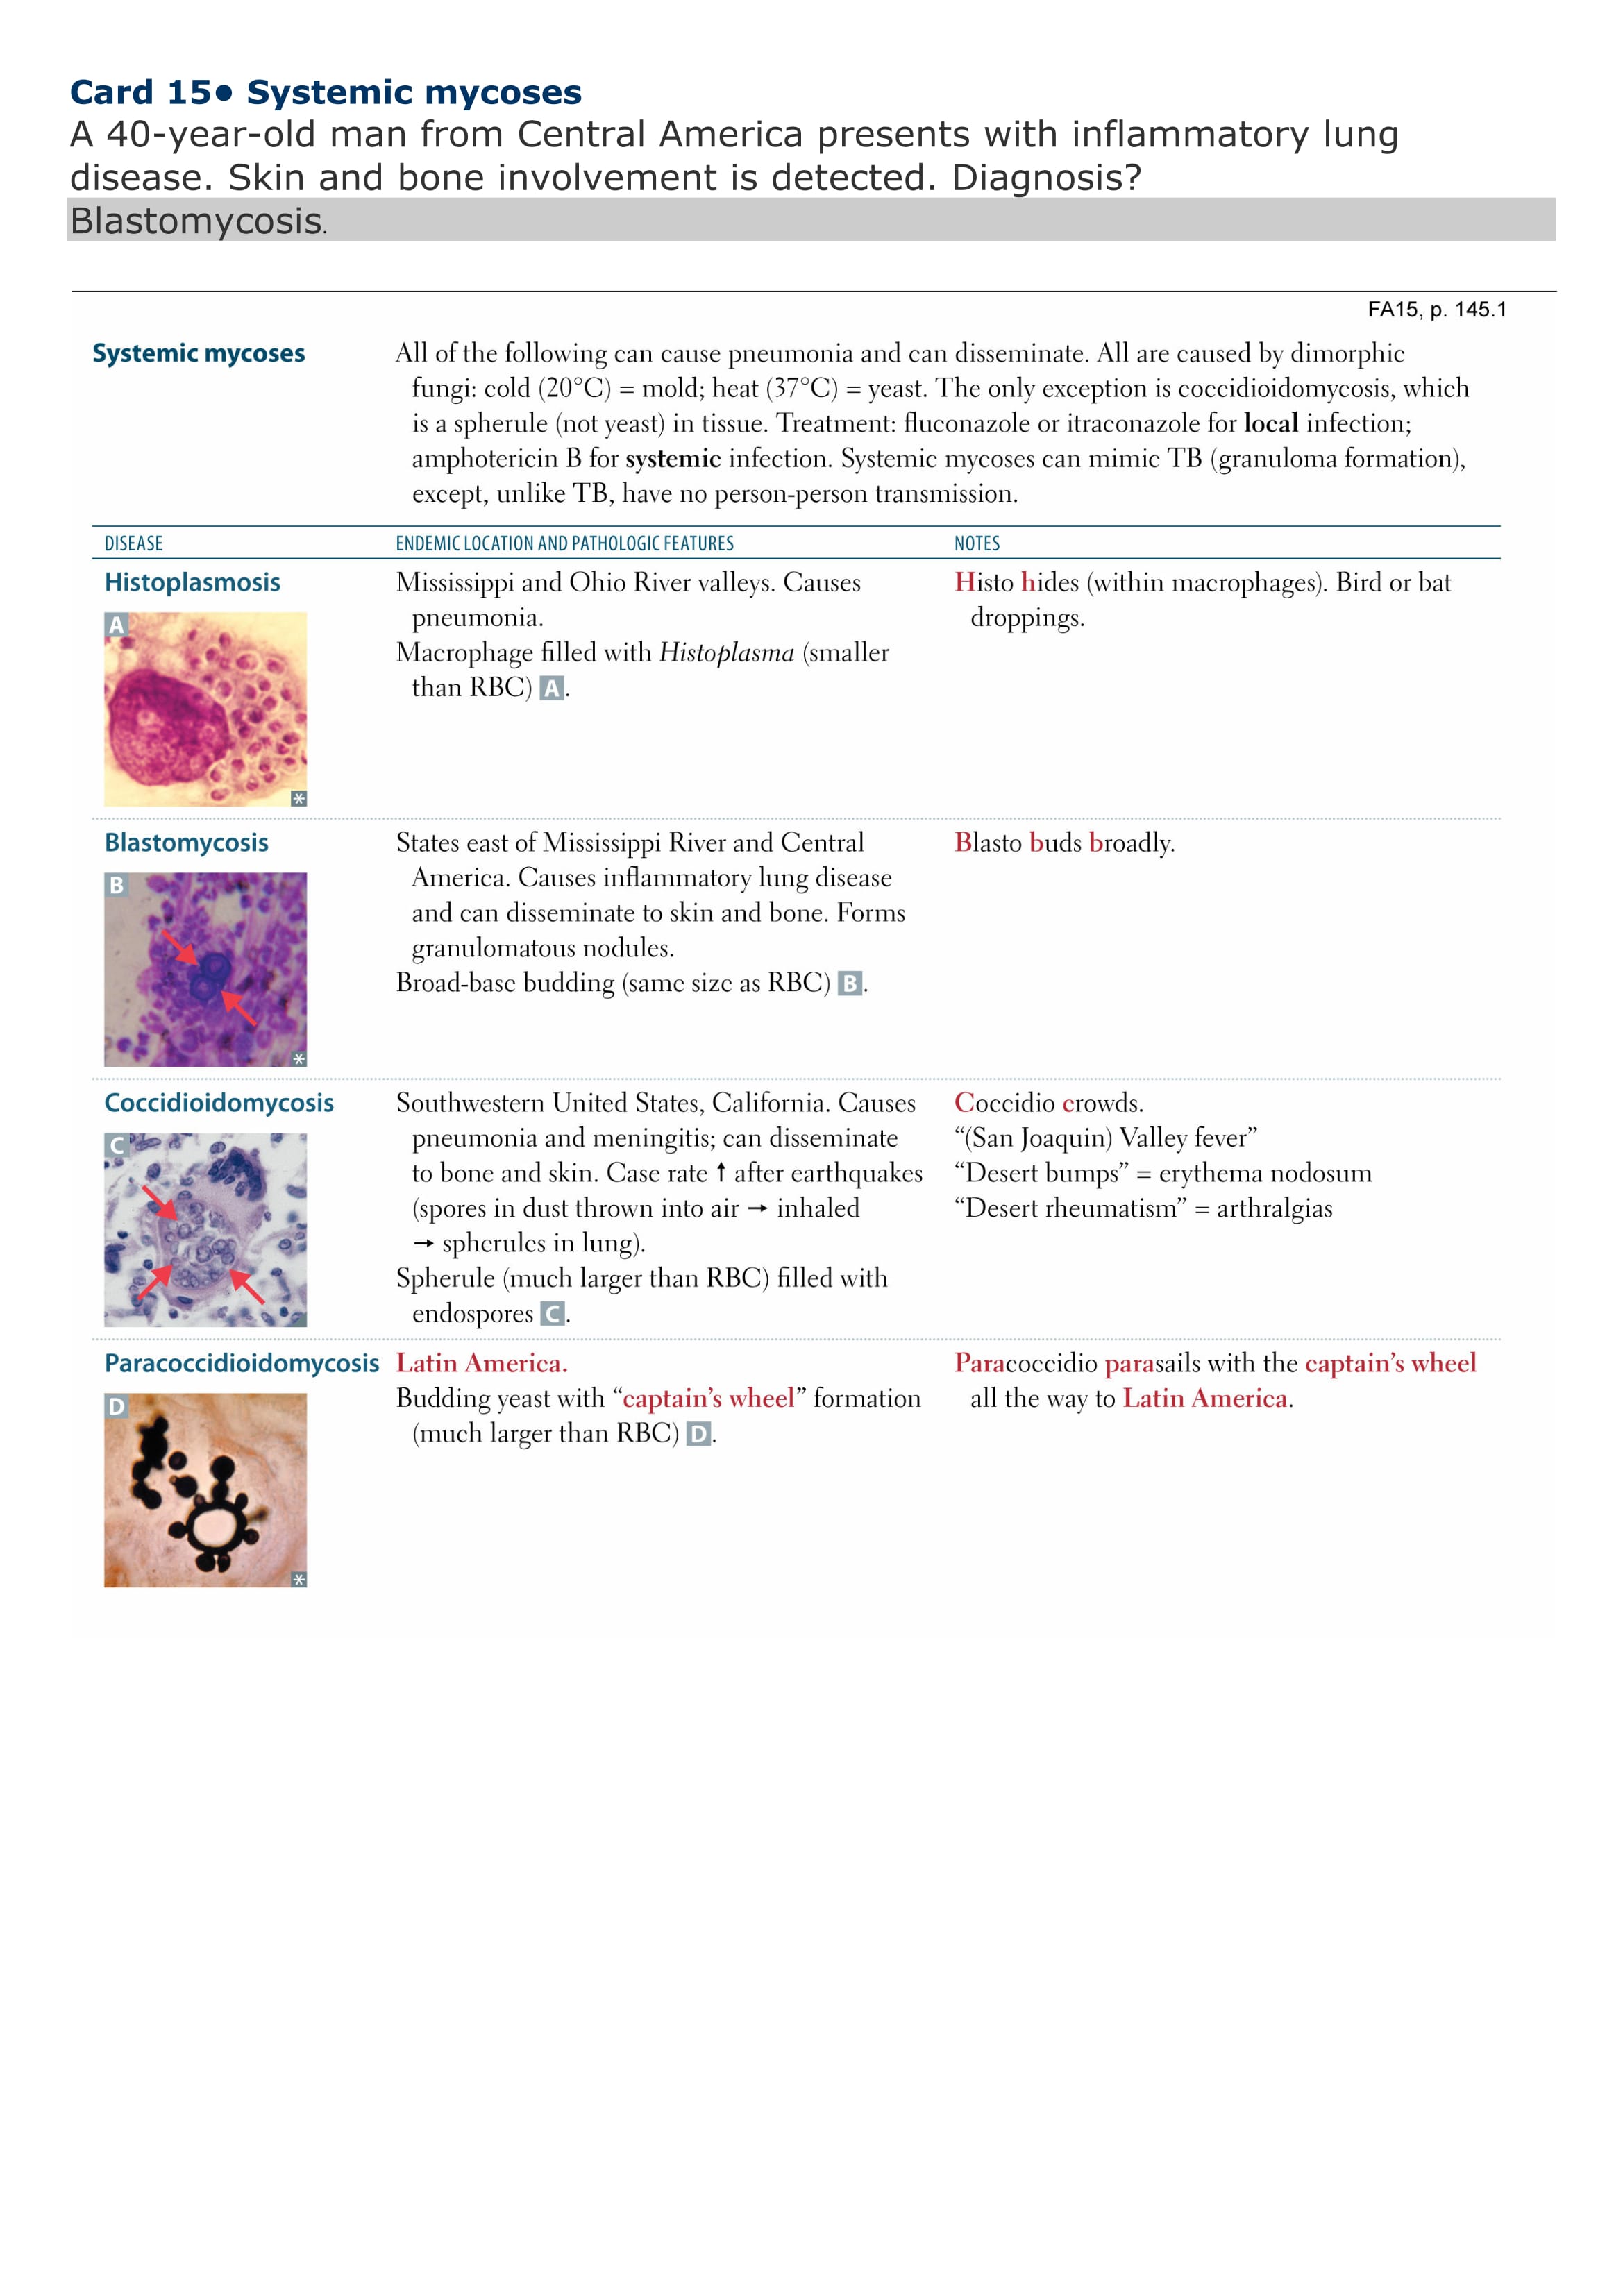 Card 15● Systemic mycoses
A 40-year-old man from Central America presents with inflammatory lung
disease. Skin and bone involvement is detected. Diagnosis?
Blastomycosis.
FA15, p. 145.1
Systemic mycoses
All of the following can cause pneumonia and can disseminate. All are caused by dimorphic
fungi: cold (20°C) = mold; heat (37°C) = yeast. The only exception is coccidioidomycosis, which
is a spherule (not yeast) in tissue. Treatment: fluconazole or itraconazole for local infection;
amphotericin B for systemic infection. Systemic mycoses can mimic TB (granuloma formation),
except, unlike TB, have no person-person transmission.
DISEASE
ENDEMIC LOCATION AND PATHOLOGIC FEATURES
NOTES
Histoplasmosis
A
*
Mississippi and Ohio River valleys. Causes
pneumonia.
Macrophage filled with Histoplasma (smaller
than RBC) A.
Histo hides (within macrophages). Bird or bat
droppings.
Blastomycosis
B
*
States east of Mississippi River and Central
America. Causes inflammatory lung disease
and can disseminate to skin and bone. Forms
granulomatous nodules.
Broad-base budding (same size as RBC) B.
Blasto buds broadly.
Coccidioidomycosis
C
Southwestern United States, California. Causes
pneumonia and meningitis; can disseminate
to bone and skin. Case rate ↑ after earthquakes
(spores in dust thrown into air → inhaled
→ spherules in lung).
Spherule (much larger than RBC) filled with
endospores C.
Coccidio crowds.
“(San Joaquin) Valley fever”
“Desert bumps” = erythema nodosum
“Desert rheumatism” = arthralgias
Paracoccidioidomycosis
D
*
Latin America.
Budding yeast with “captain’s wheel” formation
(much larger than RBC) D.
Paracoccidio parasails with the captain’s wheel
all the way to Latin America.